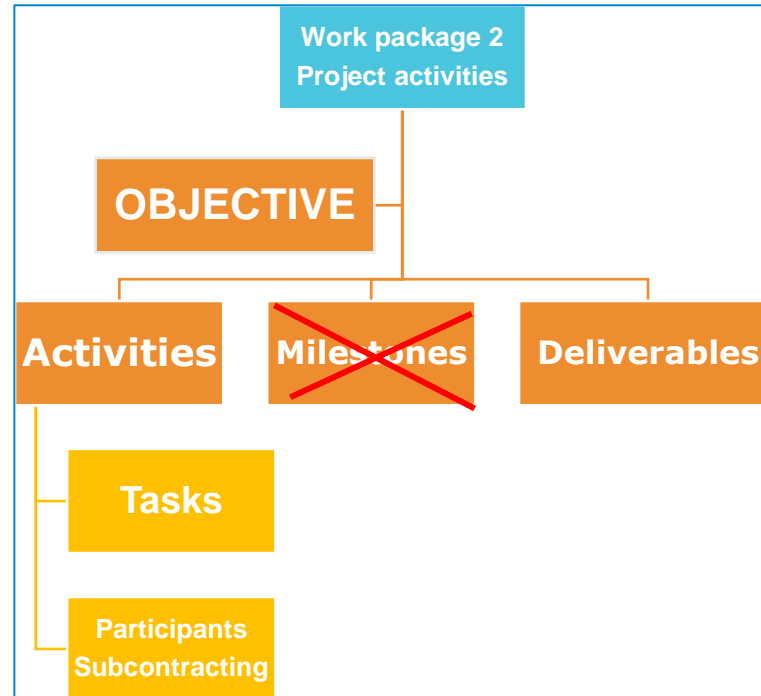 Work package 2
Project activities
OBJECTIVE
Activities
Milestones
Deliverables
Tasks
Participants
Subcontracting